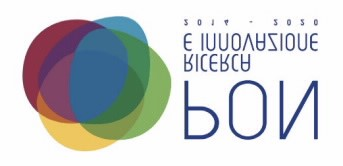 PON
RICERCA
E INNOVAZIONE
2014 - 2020